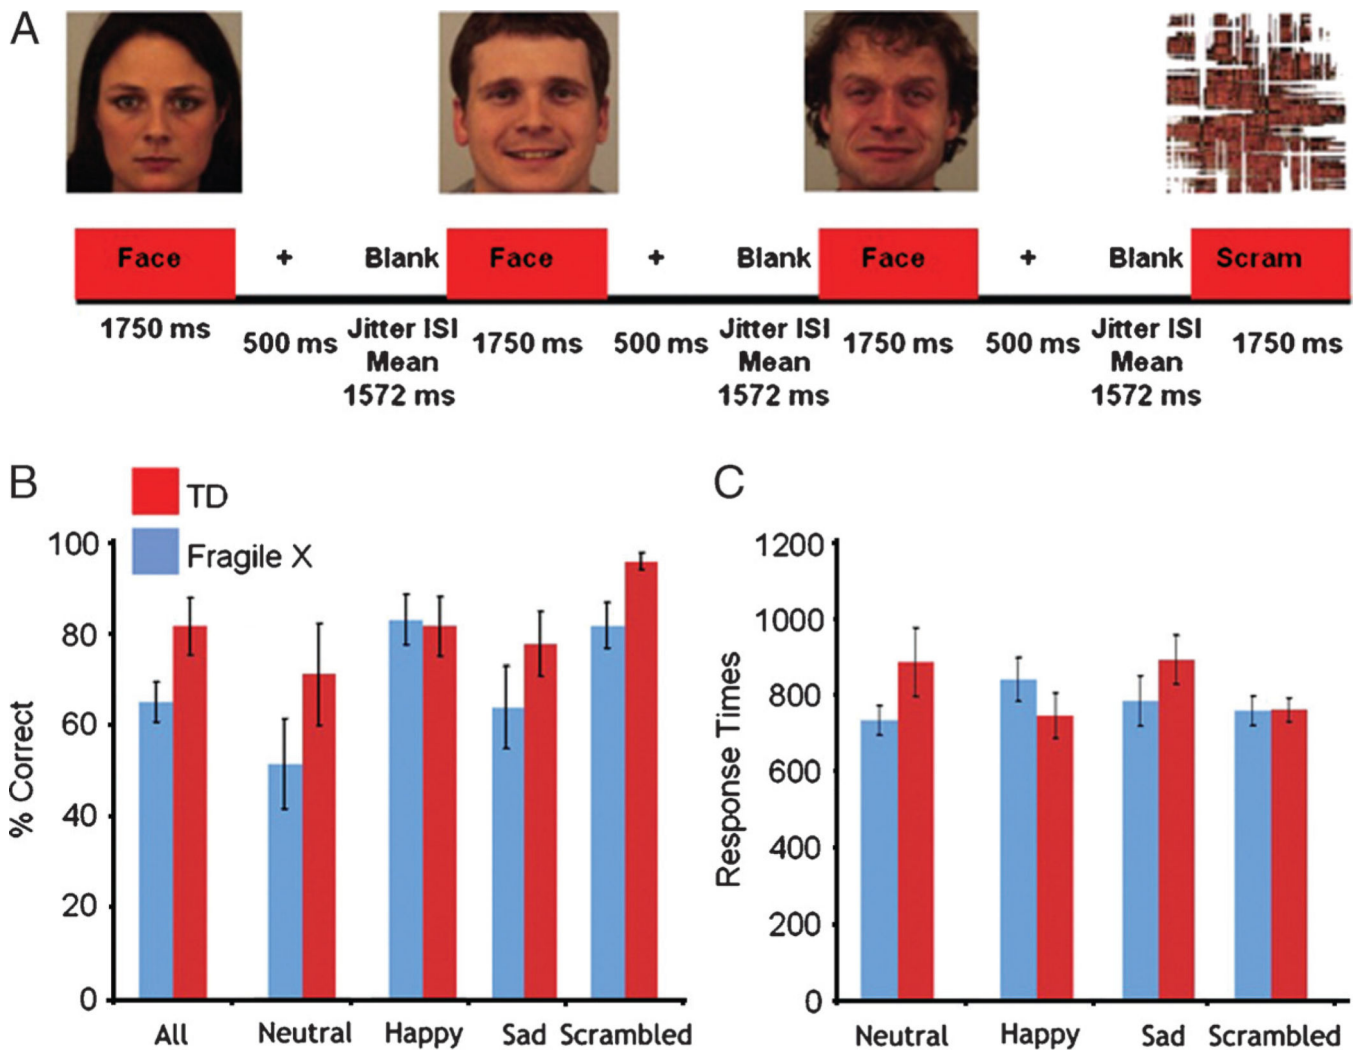 A
Face + Blank Face + Blank Face + Blank Scram
1750 ms 500 ms Jitter ISI Mean 1572 ms 1750 ms 500 ms Jitter ISI Mean 1572 ms 1750 ms 500 ms Jitter ISI Mean 1572 ms 1750 ms
B
TD
Fragile X
% Correct
100
80
60
40
20
0
All Neutral Happy Sad Scrambled
C
Response Times
1200
1000
800
600
400
200
0
Neutral Happy Sad Scrambled